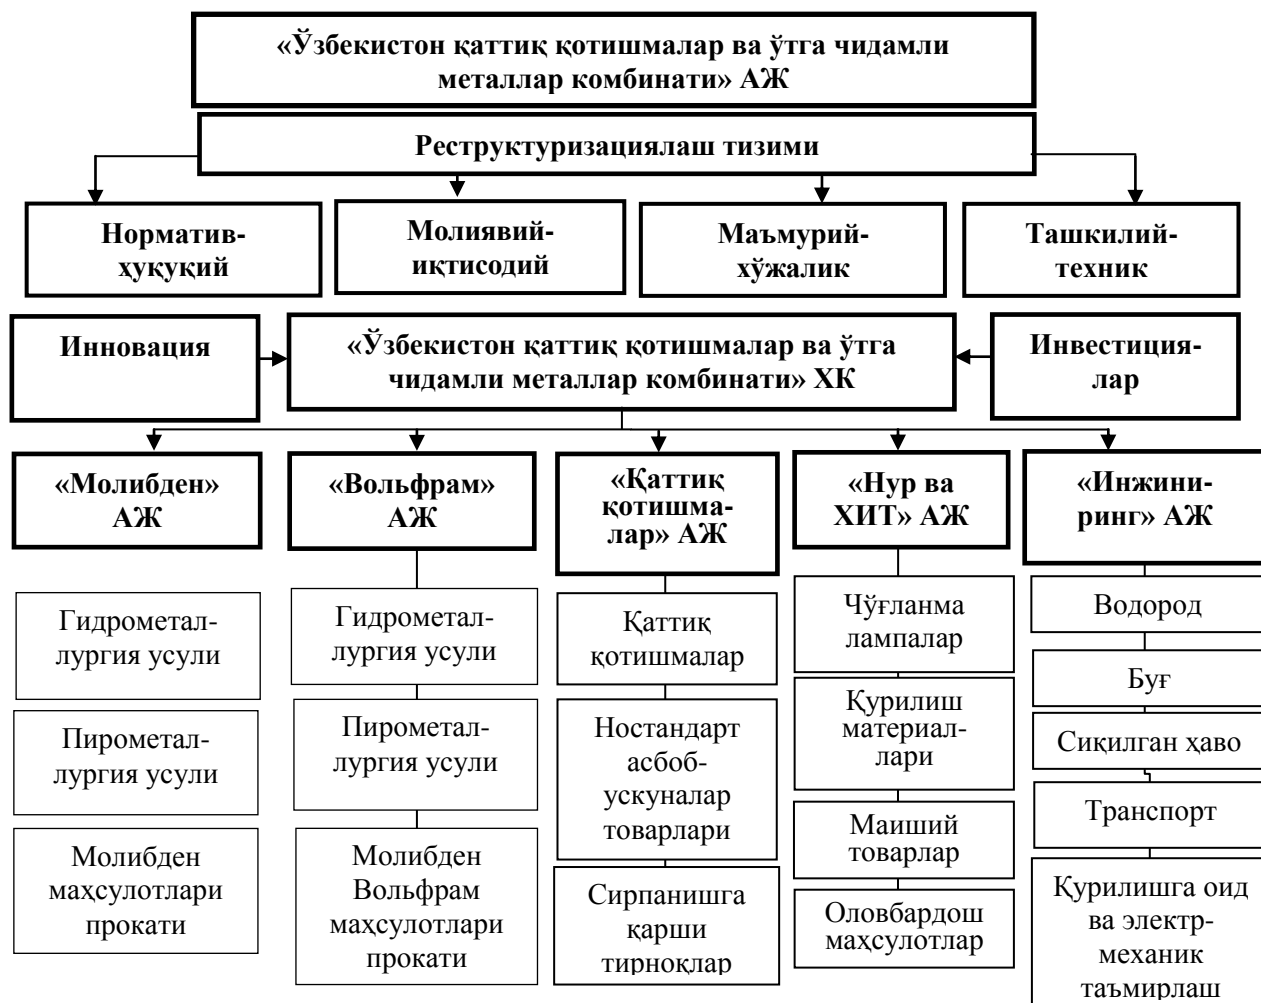 «Ўзбекистон қаттиқ қотишмалар ва ўтга чидамли
металлар комбинати» АЖ
Реструктуризациялаш тизими
Норматив-
ҳуқуқий
Молиявий-
иқтисодий
Маъмурий-
хўжалик
Ташкилий-
техник
Инновация
«Ўзбекистон қаттиқ қотишмалар ва ўтга
чидамли металлар комбинати» ХК
Инвестиция-
лар
«Молибден»
АЖ
«Вольфрам»
АЖ
«Қаттиқ
қотишма-
лар» АЖ
«Нур ва
ХИТ» АЖ
«Инжини-
ринг» АЖ
Гидрометал-
лургия усули
Пирометал-
лургия усули
Молибден
маҳсулотлари
прокати
Гидрометал-
лургия усули
Пирометал-
лургия усули
Молибден
Вольфрам
маҳсулотлари
прокати
Қаттиқ
қотишмалар
Ностандарт
асбоб-
ускуналар
товарлари
Сирпанишга
қарши
тирноқлар
Чўғланма
лампалар
Қурилиш
материал-
лари
Маиший
товарлар
Оловбардош
маҳсулотлар
Водород
Буғ
Сиқилган ҳаво
Транспорт
Қурилишга оид
ва электр-
механик
таъмирлаш